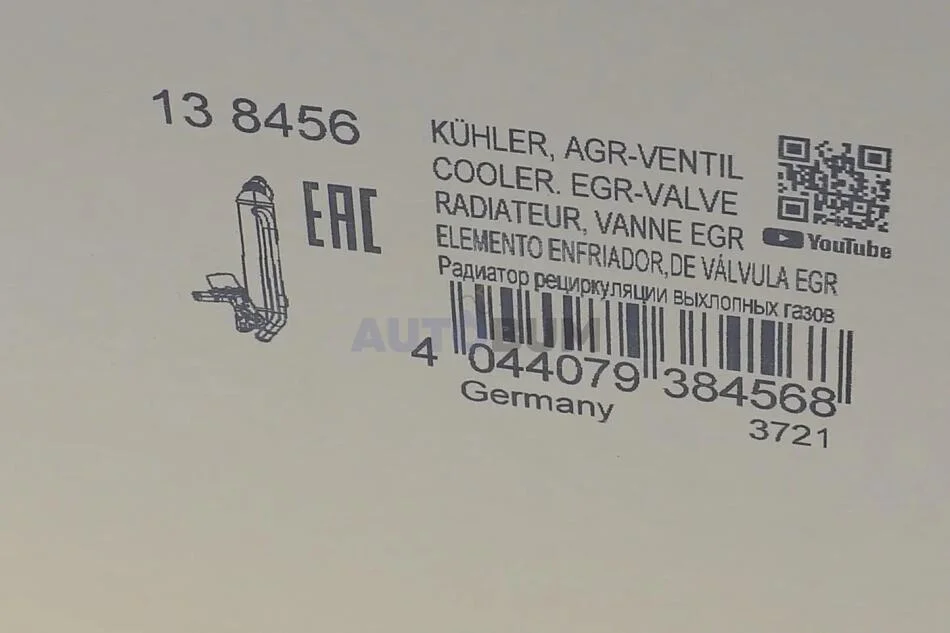 13 8456
EAC
KÜHLER, AGR-VENTIL
COOLER. EGR-VALVE
RADIATEUR, VANNE EGR
ELEMENTO ENFRIADOR,DE VÁLVULA EGR
Радиатор рециркуляции выхлопных газов
YouTube
AUTOBUM
4 044079 384568
Germany
3721